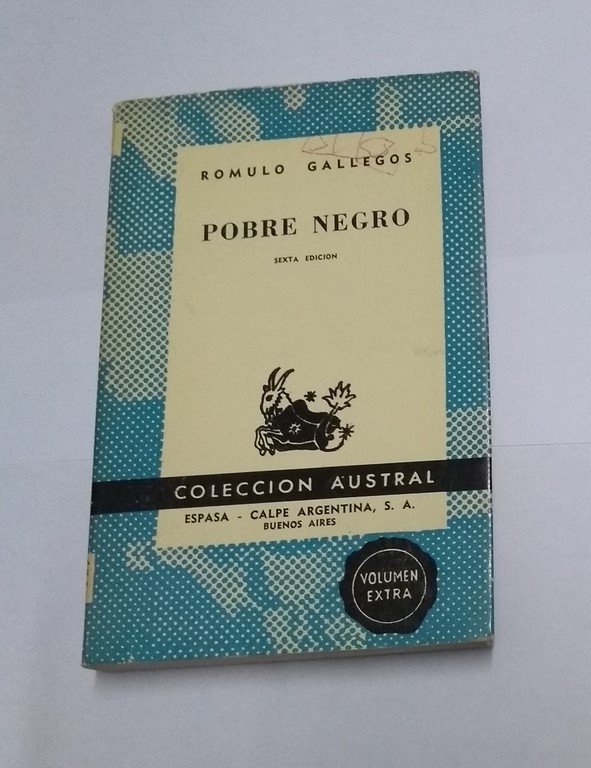 ROMULO GALLEGOS
POBRE NEGRO
SEXTA EDICION
COLECCION AUSTRAL
ESPASA - CALPE ARGENTINA, S. A.
BUENOS AIRES
VOLUMEN
EXTRA